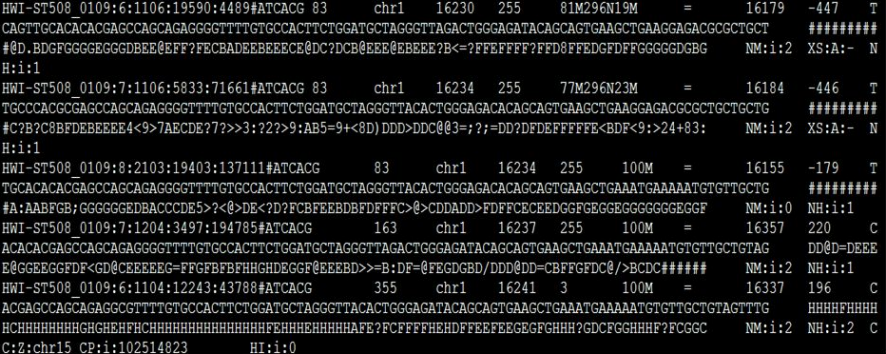 HWI-ST508_0109:6:1106:19590:4489#ATCACG 83 chr1 16230 255 81M296N19M = 16179 -447 T
CAGTTGCACACACGAGCCAGCAGAGGGGTTTTGTGCCACTTCTGGATGCTAGGGTTAGACTGGGAGATACAGCAGTGAAGCTGAAGGAGACGCGCTGCT #########
#@D.BDGFGGGGEGGGDBEE@EFF?FECBADEEBEEECE@DC?DCB@EEE@EBEEE?B<=?FFEFFFF?FFD8FFEDGFDFFGGGGGDGBG NM:i:2 XS:A:- N
H:i:1
HWI-ST508_0109:7:1106:5833:71661#ATCACG 83 chr1 16234 255 77M296N23M = 16184 -446 T
TGCCCACGCGAGCCAGCAGAGGGGTTTTGTGCCACTTCTGGATGCTAGGGTTACACTGGGAGACACAGCAGTGAAGCTGAAGGAGACGCGCTGCTGCTG #########
#C?B?C8BFDEBEEEE4<9>7AECDE?7?>>3:?2?>9:AB5=9+<8D)DDD>DDC@@3=;?;=DD?DFDEFFFFFE<BDF<9:>24+83: NM:i:2 XS:A:- N
H:i:1
HWI-ST508_0109:8:2103:19403:137111#ATCACG 83 chr1 16234 255 100M = 16155 -179 T
TGCACACACGAGCCAGCAGAGGGGTTTTGTGCCACTTCTGGATGCTAGGGTTACACTGGGAGACACAGCAGTGAAGCTGAAATGAAAAATGTGTTGCTG #########
#A:AABFGB;GGGGGGEDBACCCDE5>?<@>DE<?D?FCBFEEBDBFDFFFC>@>CDDADD>FDFFCECEEDGGFGEGGEGGGGGGGEGGF NM:i:0 NH:i:1
HWI-ST508_0109:7:1204:3497:194785#ATCACG 163 chr1 16237 255 100M = 16357 220 C
ACACACGAGCCAGCAGAGGGGTTTTGTGCCACTTCTGGATGCTAGGGTTAGACTGGGAGATACAGCAGTGAAGCTGAAATGAAAAATGTGTTGCTGTAG DD@D=DEEE
E@GGEEGGFDF<GD@CEEEEEG=FFGFBFBFHHGHDEGGF@EEEBD>>=B:DF=@FEGDGBD/DDD@DD=CBFFGFDC@/>BCDC###### NM:i:2 NH:i:1
HWI-ST508_0109:6:1104:12243:43788#ATCACG 355 chr1 16241 3 100M = 16337 196 C
ACGAGCCAGCAGAGGCGTTTTGTGCCACTTCTGGATGCTAGGGTTACACTGGGAGATACAGCAGTGAAGCTGAAATGAAAAATGTGTTGCTGTAGTTTG HHHHFHHHH
HCHHHHHHHHHGHGHEHFHCHHHHHHHHHHHHHHHFEHHHEHHHHHAFE?FCFFFFHEHDFFEEFEEGEGFGHHH?GDCFGGHHHF?FCGGC NM:i:2 NH:i:2 C
C:Z:chr15 CP:i:102514823 HI:i:0